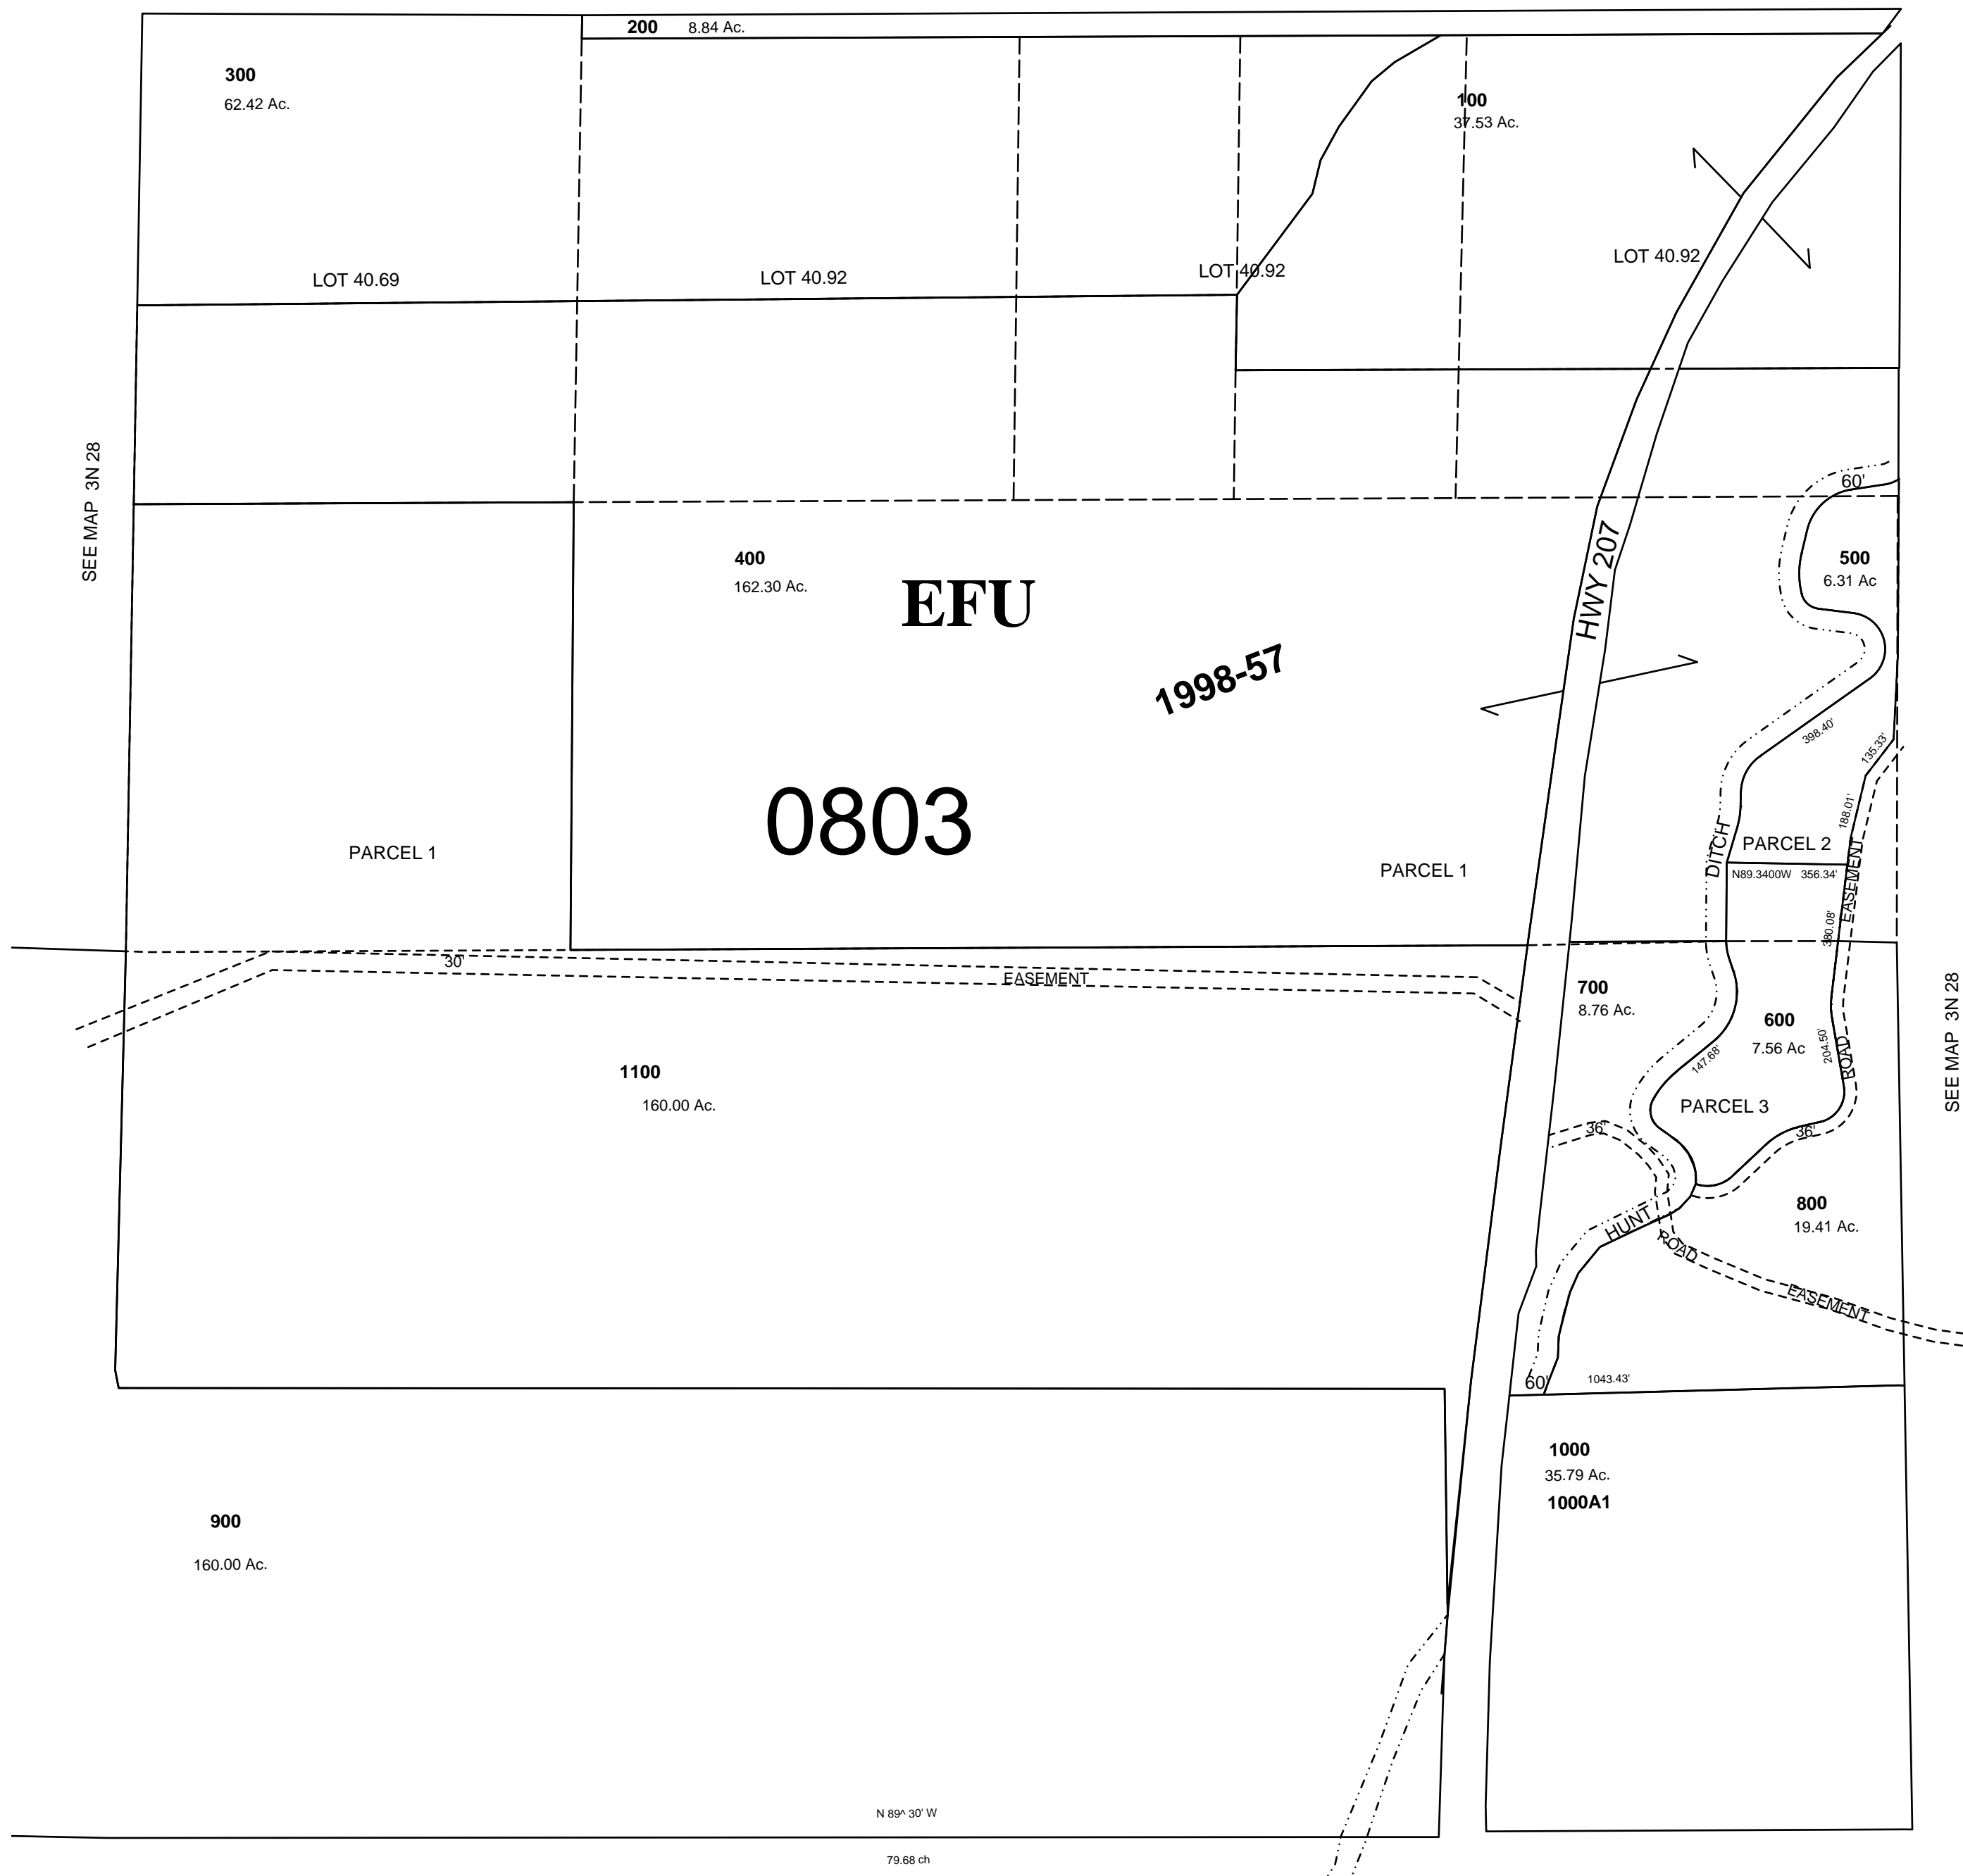 200 8.84 Ac.
300
62.42 Ac.
100
37.53 Ac.
LOT 40.69
LOT 40.92
LOT 40.92
LOT 40.92
SEE MAP 3N 28
60'
HWY 207
400
162.30 Ac.
EFU
1998-57
500
6.31 Ac
398.40'
135.33'
188.01'
0803
PARCEL 1
PARCEL 1
DITCH
PARCEL 2
N89.3400W 356.34'
EASEMENT
380.08'
30'
EASEMENT
700
8.76 Ac.
600
7.56 Ac
204.50'
ROAD
147.68'
SEE MAP 3N 28
1100
160.00 Ac.
PARCEL 3
36'
36'
800
19.41 Ac.
HUNT
ROAD
EASEMENT
60'
1043.43'
1000
35.79 Ac.
1000A1
900
160.00 Ac.
N 89^ 30' W
79.68 ch